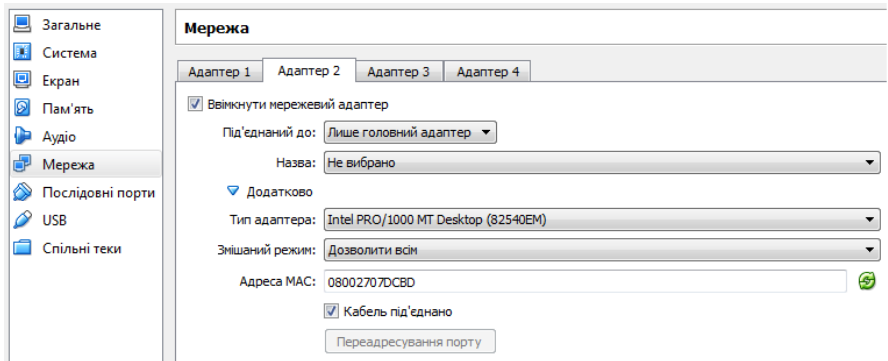 Загальне
Система
Екран
Пам'ять
Аудіо
Мережа
Послідовні порти
USB
Спільні теки
Мережа
Адаптер 1 Адаптер 2 Адаптер 3 Адаптер 4
Ввімкнути мережевий адаптер
Під'єднаний до: Лише головний адаптер
Назва: Не вибрано
Додатково
Тип адаптера: Intel PRO/1000 MT Desktop (82540EM)
Змішаний режим: Дозволити всім
Адреса MAC: 08002707DCBD
Кабель під'єднано
Переадресування порту